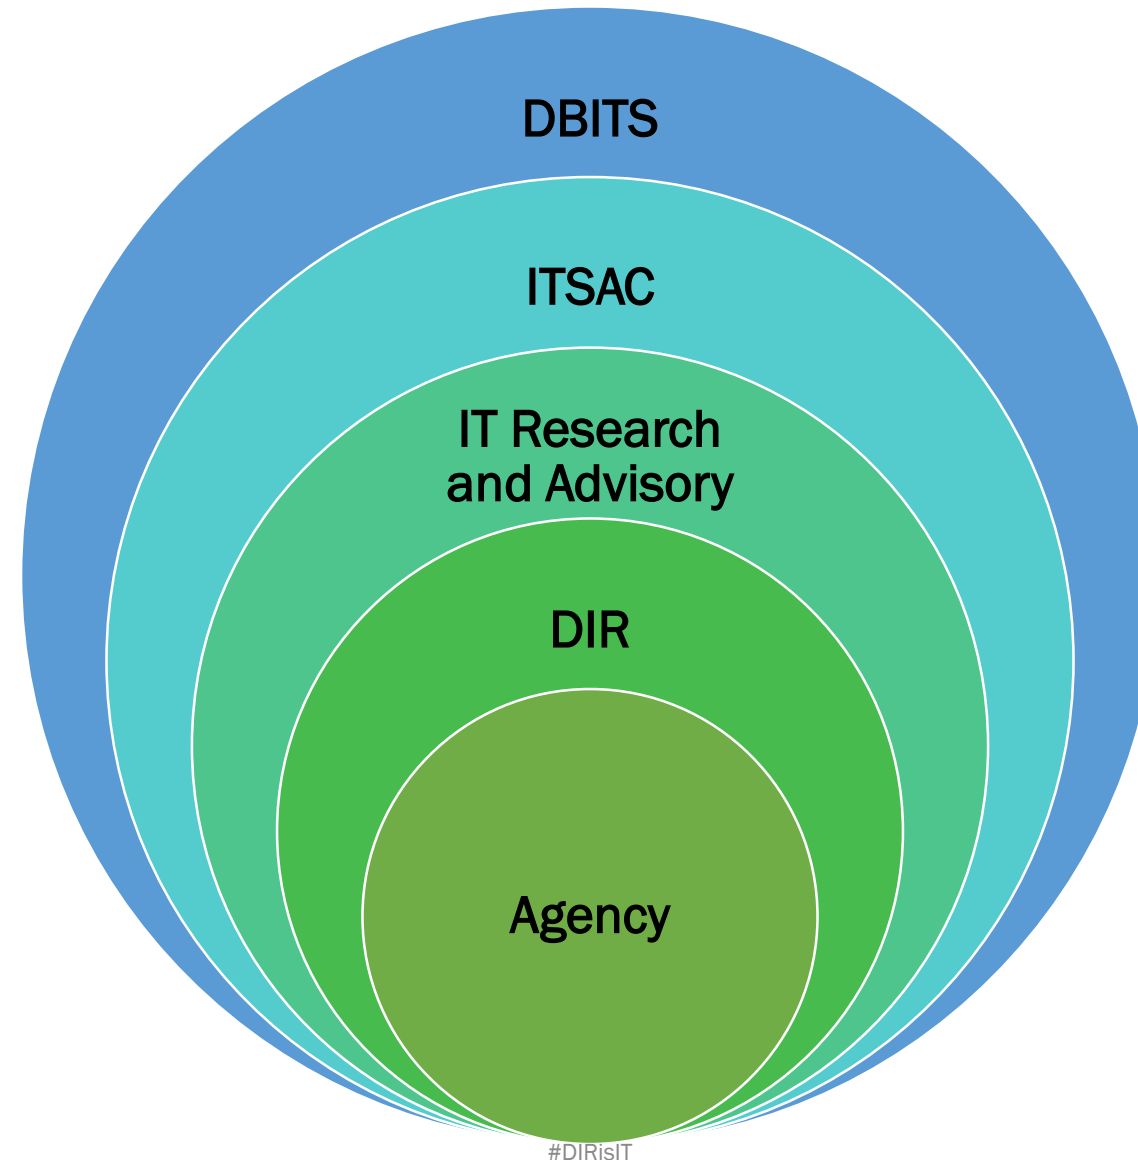 DBITS
ITSAC
IT Research
and Advisory
DIR
Agency
#DIRisIT